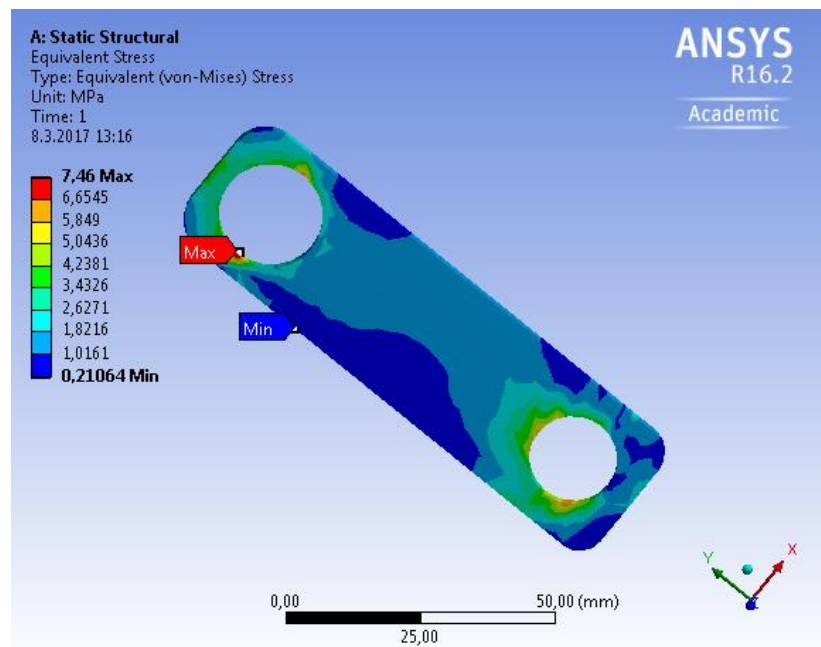 A: Static Structural
Equivalent Stress
Type: Equivalent (von-Mises) Stress
Unit: MPa
Time: 1
8.3.2017 13:16
ANSYS
R16.2
Academic
7,46 Max
6,6545
5,849
5,0436
4,2381
3,4326
2,6271
1,8216
1,0161
0,21064 Min
Max
Min
Y
X
Z
0,00
50,00 (mm)
25,00